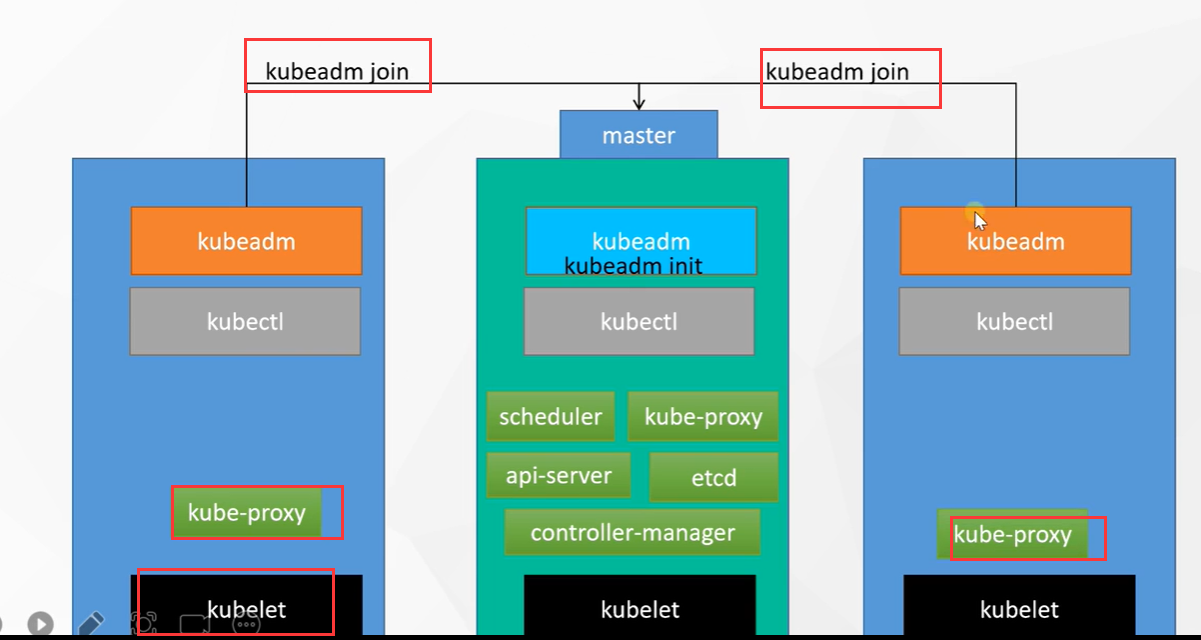 kubeadm join
kubeadm join
master
kubeadm
kubeadm
kubeadm
kubeadm init
kubectl
kubectl
kubectl
scheduler
kube-proxy
api-server
etcd
kube-proxy
controller-manager
kube-proxy
kubelet
kubelet
kubelet